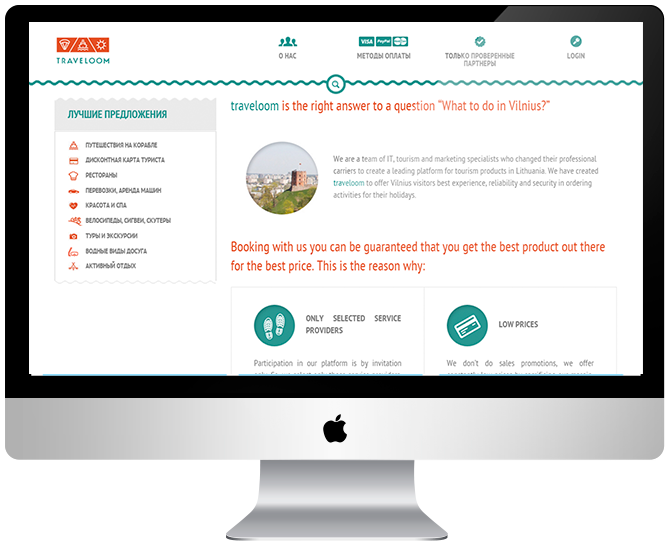 TRAVELOOM
О НАС
VISA PayPal
МЕТОДЫ ОПЛАТЫ
ТОЛЬКО ПРОВЕРЕННЫЕ
ПАРТНЕРЫ
LOGIN
ЛУЧШИЕ ПРЕДЛОЖЕНИЯ
ПУТЕШЕСТВИЯ НА КОРАБЛЕ
ДИСКОНТНАЯ КАРТА ТУРИСТА
РЕСТОРАНЫ
ПЕРЕВОЗКИ, АРЕНДА МАШИН
КРАСОТА И СПА
ВЕЛОСИПЕДЫ, СИГВЕИ, СКУТЕРЫ
ТУРЫ И ЭКСКУРСИИ
ВОДНЫЕ ВИДЫ ДОСУГА
АКТИВНЫЙ ОТДЫХ
traveloom is the right answer to a question "What to do in Vilnius?"
We are a team of IT, tourism and marketing specialists who changed their professional
carriers to create a leading platform for tourism products in Lithuania. We have created
traveloom to offer Vilnius visitors best experience, reliability and security in ordering
activities for their holidays.
Booking with us you can be guaranteed that you get the best product out there
for the best price. This is the reason why:
ONLY SELECTED SERVICE
PROVIDERS
Participation in our platform is by invitation
LOW PRICES
We don't do sales promotions, we offer